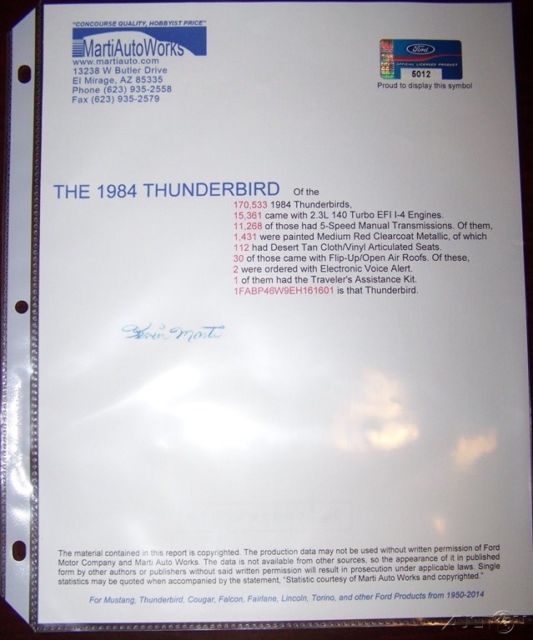 "CONCOURSE QUALITY, HOBBYIST PRICE"
MartiAutoWorks
www.martiauto.com
13238 W Butler Drive
El Mirage, AZ 85335
Phone (623) 935-2558
Fax (623) 935-2579
Ford
OFFICIAL LICENSED PRODUCT
5012
Proud to display this symbol
THE 1984 THUNDERBIRD Of the
170,533 1984 Thunderbirds,
15,361 came with 2.3L 140 Turbo EFI I-4 Engines.
11,268 of those had 5-Speed Manual Transmissions. Of them,
1,431 were painted Medium Red Clearcoat Metallic, of which
112 had Desert Tan Cloth/Vinyl Articulated Seats.
30 of those came with Flip-Up/Open Air Roofs. Of these,
2 were ordered with Electronic Voice Alert.
1 of them had the Traveler's Assistance Kit.
1FABP46W9EH161601 is that Thunderbird.
Kevin Marti
The material contained in this report is copyrighted. The production data may not be used without written permission of Ford
Motor Company and Marti Auto Works. The data is not available from other sources, so the appearance of it in published
form by other authors or publishers without said written permission will result in prosecution under applicable laws. Single
statistics may be quoted when accompanied by the statement, "Statistic courtesy of Marti Auto Works and copyrighted."
For Mustang, Thunderbird, Cougar, Falcon, Fairlane, Lincoln, Torino, and other Ford Products from 1950-2014